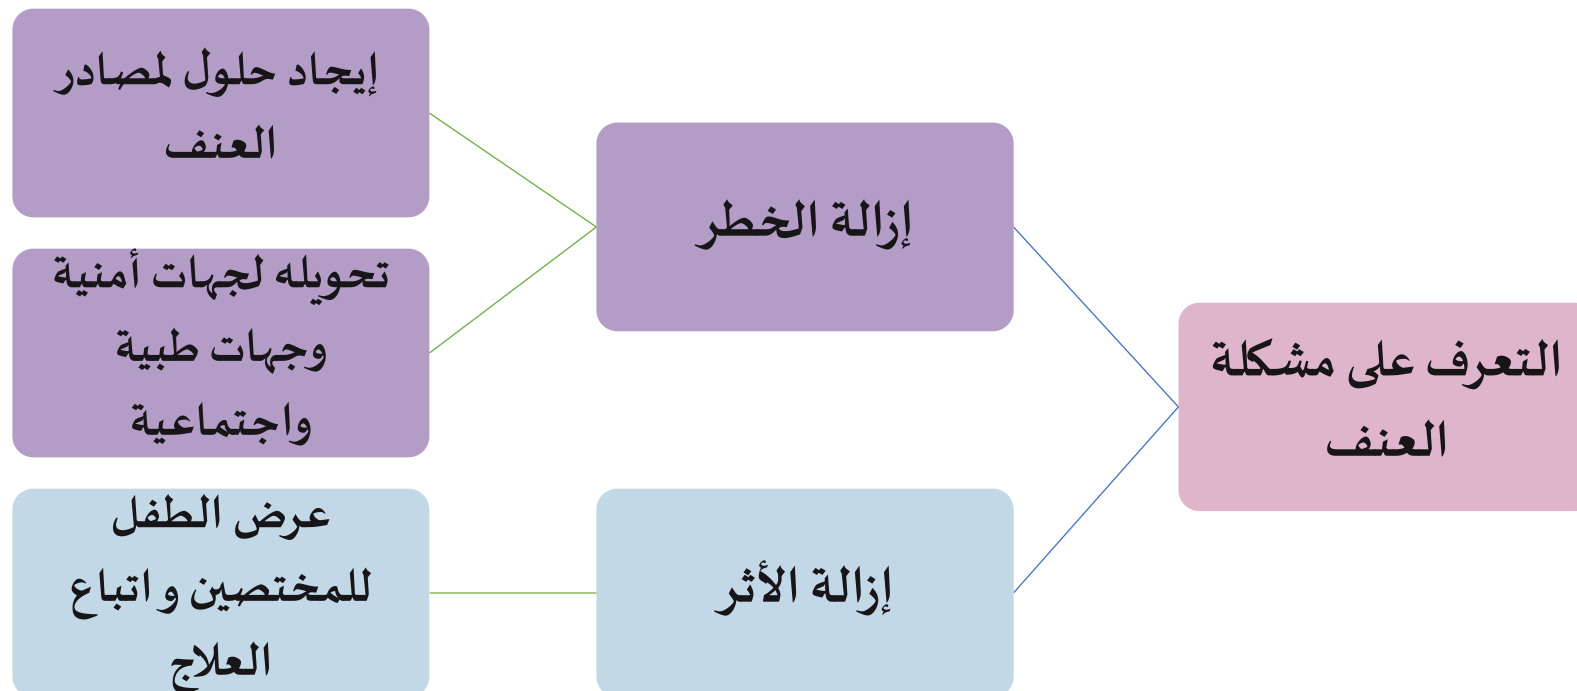 التعرف على مشكلة
العنف
إزالة الخطر
إيجاد حلول لمصادر
العنف
تحويله لجهات أمنية
وجهات طبية
واجتماعية
إزالة الأثر
عرض الطفل
للمختصين و اتباع
العلاج